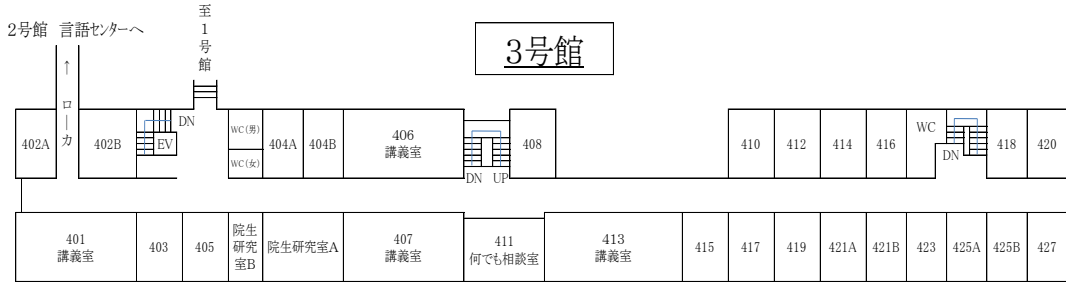 2号館 言語センターへ
至1号館
3号館
↑ ローカ
402A
402B
DN
EV
WC(男)
WC(女)
404A
404B
406
講義室
DN
UP
408
410
412
414
416
WC
DN
418
420
401
講義室
403
405
院生
研究
室B
院生研究室A
407
講義室
411
何でも相談室
413
講義室
415
417
419
421A
421B
423
425A
425B
427